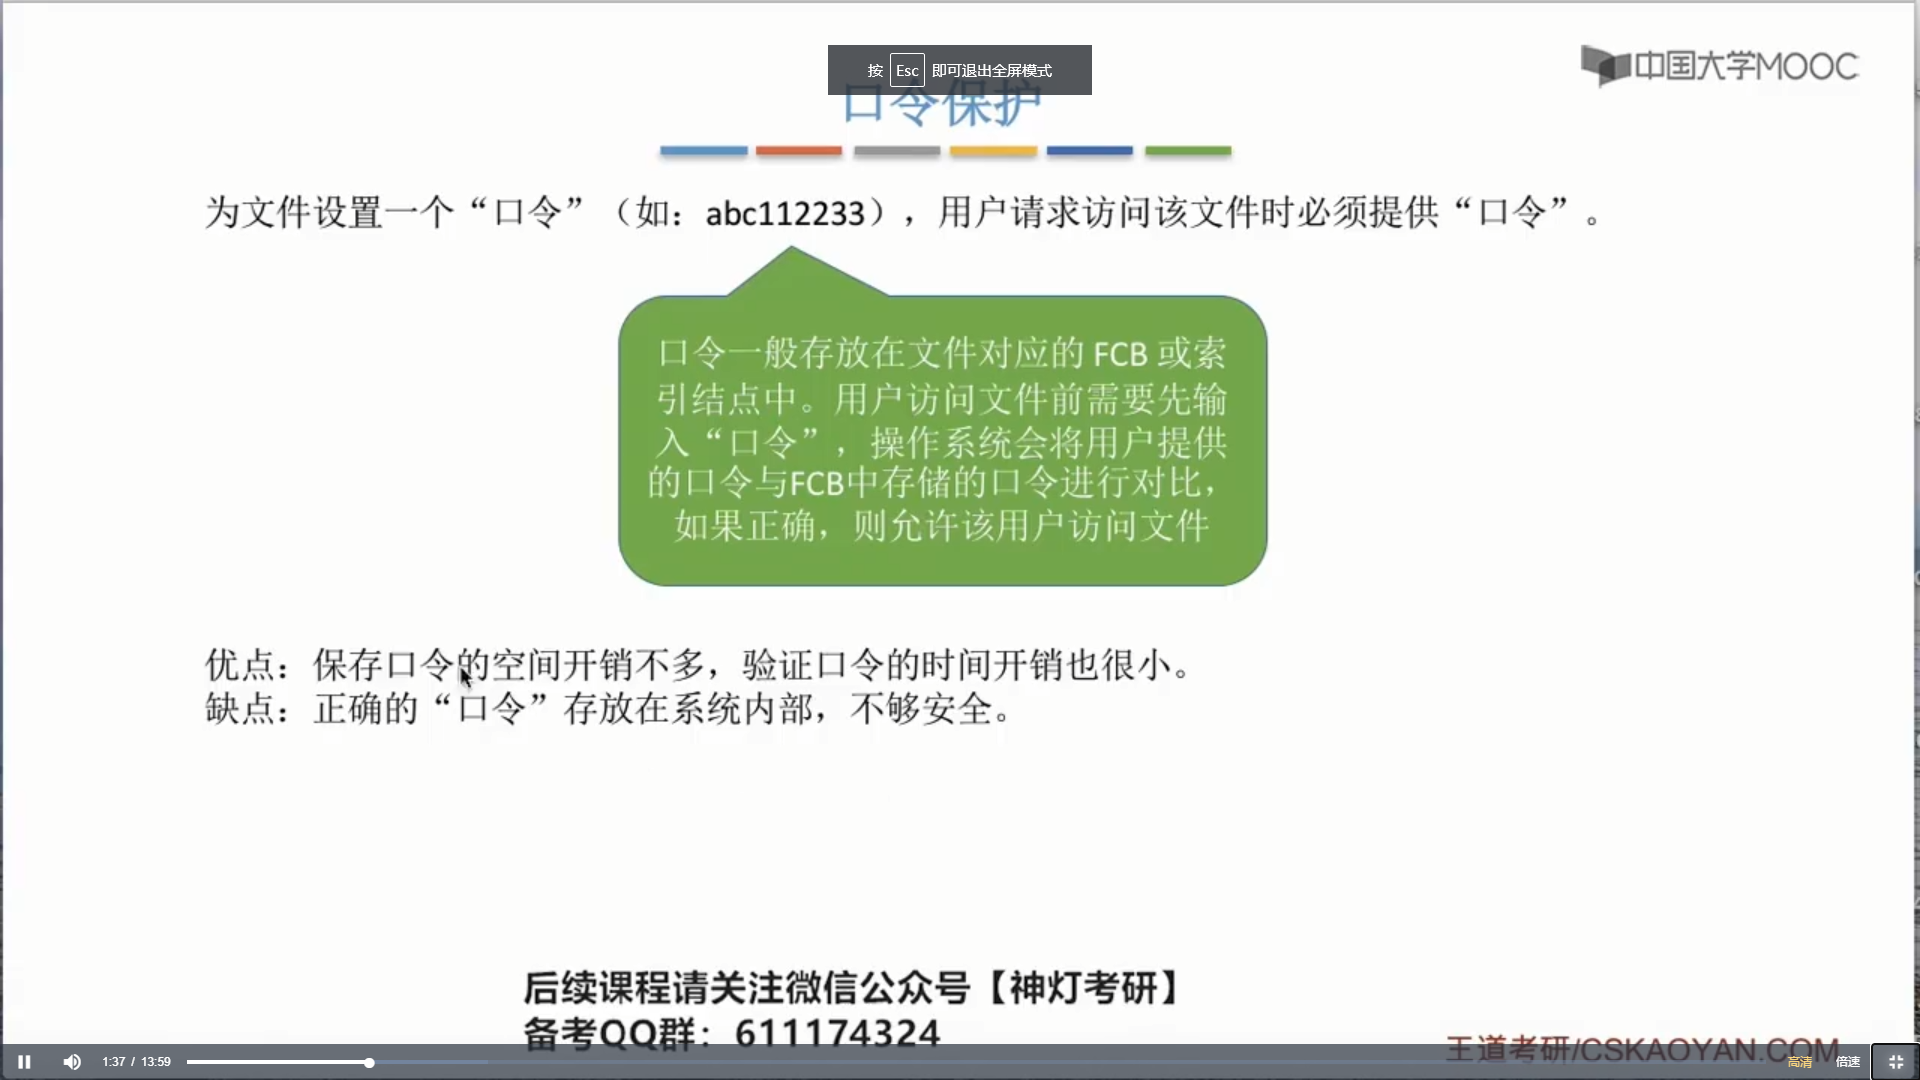 按 Esc 即可退出全屏模式
中国大学MOOC
口令保护
为文件设置一个“口令”（如：abc112233），用户请求访问该文件时必须提供“口令”。
口令一般存放在文件对应的 FCB 或索
引结点中。用户访问文件前需要先输
入“口令”，操作系统会将用户提供
的口令与FCB中存储的口令进行对比，
如果正确，则允许该用户访问文件
优点：保存口令的空间开销不多，验证口令的时间开销也很小。
缺点：正确的“口令”存放在系统内部，不够安全。
后续课程请关注微信公众号【神灯考研】
备考QQ群：611174324
王道考研/CSKAOYAN.COM
1:37 / 13:59
高清
倍速